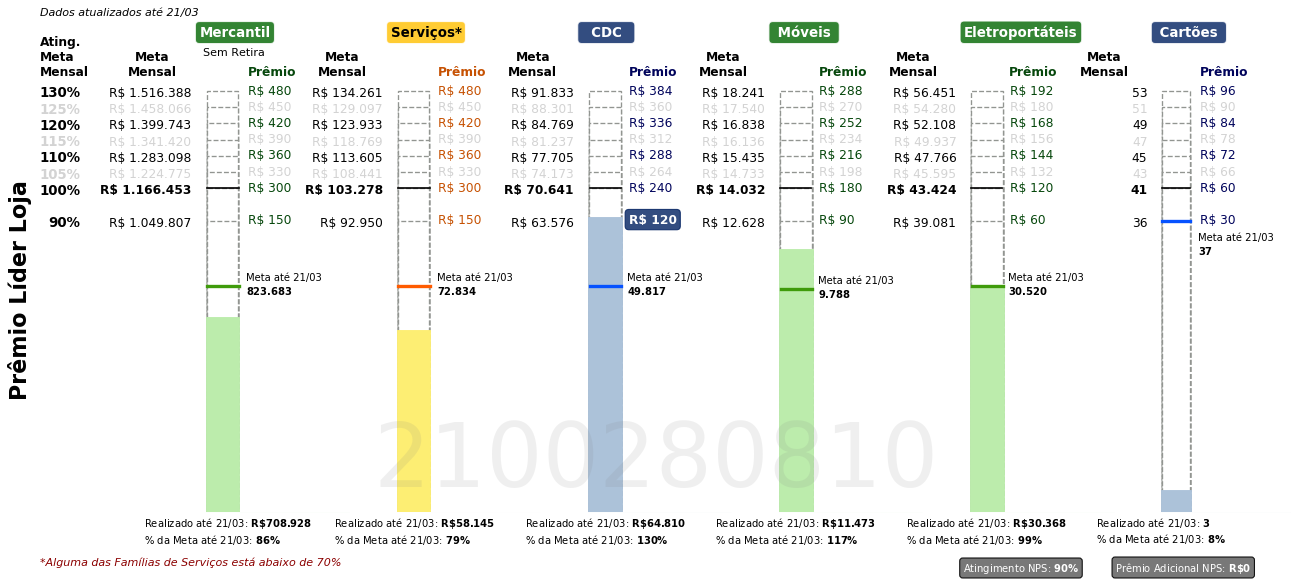 Dados atualizados até 21/03
Mercantil Serviços* CDC Móveis Eletroportáteis Cartões
Sem Retira
Ating. Meta Mensal
Meta Mensal Prêmio Meta Mensal Prêmio Meta Mensal Prêmio Meta Mensal Prêmio Meta Mensal Prêmio Meta Mensal Prêmio
130% R$ 1.516.388 R$ 480 R$ 134.261 R$ 480 R$ 91.833 R$ 384 R$ 18.241 R$ 288 R$ 56.451 R$ 192 53 R$ 96
125% R$ 1.458.066 R$ 450 R$ 129.097 R$ 450 R$ 88.301 R$ 360 R$ 17.540 R$ 270 R$ 54.280 R$ 180 51 R$ 90
120% R$ 1.399.743 R$ 420 R$ 123.933 R$ 420 R$ 84.769 R$ 336 R$ 16.838 R$ 252 R$ 52.108 R$ 168 49 R$ 84
115% R$ 1.341.420 R$ 390 R$ 118.769 R$ 390 R$ 81.237 R$ 312 R$ 16.136 R$ 234 R$ 49.937 R$ 156 47 R$ 78
110% R$ 1.283.098 R$ 360 R$ 113.605 R$ 360 R$ 77.705 R$ 288 R$ 15.435 R$ 216 R$ 47.766 R$ 144 45 R$ 72
105% R$ 1.224.775 R$ 330 R$ 108.441 R$ 330 R$ 74.173 R$ 264 R$ 14.733 R$ 198 R$ 45.595 R$ 132 43 R$ 66
100% R$ 1.166.453 R$ 300 R$ 103.278 R$ 300 R$ 70.641 R$ 240 R$ 14.032 R$ 180 R$ 43.424 R$ 120 41 R$ 60
90% R$ 1.049.807 R$ 150 R$ 92.950 R$ 150 R$ 63.576 R$ 120 R$ 12.628 R$ 90 R$ 39.081 R$ 60 36 R$ 30
Prêmio Líder Loja
Meta até 21/03 Meta até 21/03 Meta até 21/03 Meta até 21/03 Meta até 21/03 Meta até 21/03
823.683 72.834 49.817 9.788 30.520 37
2100280810
Realizado até 21/03: R$708.928 Realizado até 21/03: R$58.145 Realizado até 21/03: R$64.810 Realizado até 21/03: R$11.473 Realizado até 21/03: R$30.368 Realizado até 21/03: 3
% da Meta até 21/03: 86% % da Meta até 21/03: 79% % da Meta até 21/03: 130% % da Meta até 21/03: 117% % da Meta até 21/03: 99% % da Meta até 21/03: 8%
*Alguma das Famílias de Serviços está abaixo de 70%
Atingimento NPS: 90% Prêmio Adicional NPS: R$0